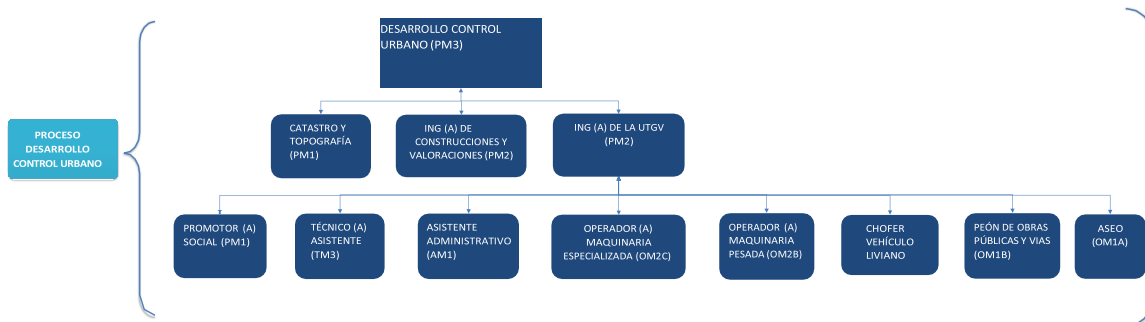 DESARROLLO CONTROL
URBANO (PM3)
PROCESO
DESARROLLO
CONTROL URBANO
CATASTRO Y
TOPOGRAFÍA
(PM1)
ING (A) DE
CONSTRUCCIONES Y
VALORACIONES (PM2)
ING (A) DE LA UTGV
(PM2)
PROMOTOR (A)
SOCIAL (PM1)
TÉCNICO (A)
ASISTENTE
(TM3)
ASISTENTE
ADMINISTRATIVO
(AM1)
OPERADOR (A)
MAQUINARIA
ESPECIALIZADA (OM2C)
OPERADOR (A)
MAQUINARIA
PESADA (OM2B)
CHOFER
VEHÍCULO
LIVIANO
PEÓN DE OBRAS
PÚBLICAS Y VIAS
(OM1B)
ASEO
(OM1A)